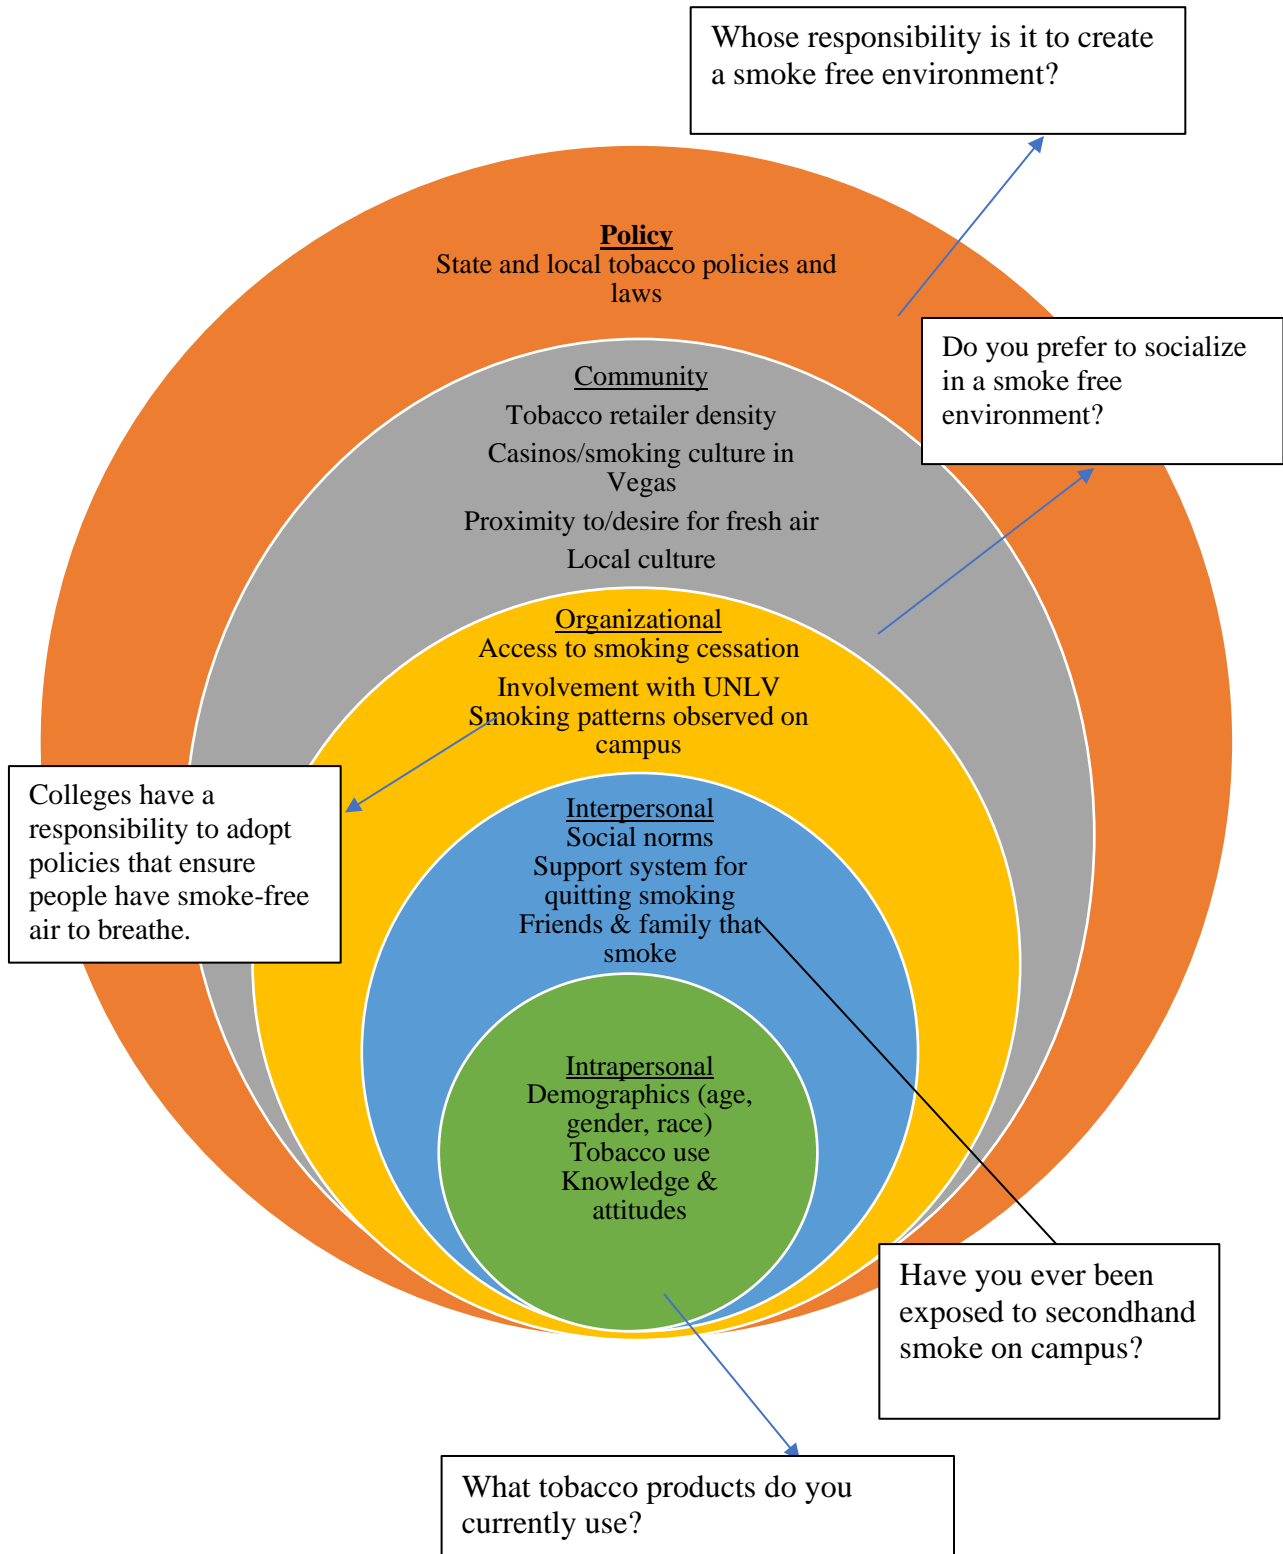 Whose responsibility is it to create
a smoke free environment?
Policy
State and local tobacco policies and
laws
Do you prefer to socialize
in a smoke free
environment?
Community
Tobacco retailer density
Casinos/smoking culture in
Vegas
Proximity to/desire for fresh air
Local culture
Organizational
Access to smoking cessation
Involvement with UNLV
Smoking patterns observed on
campus
Colleges have a
responsibility to adopt
policies that ensure
people have smoke-free
air to breathe.
Interpersonal
Social norms
Support system for
quitting smoking
Friends & family that
smoke
Intrapersonal
Demographics (age,
gender, race)
Tobacco use
Knowledge &
attitudes
Have you ever been
exposed to secondhand
smoke on campus?
What tobacco products do you
currently use?